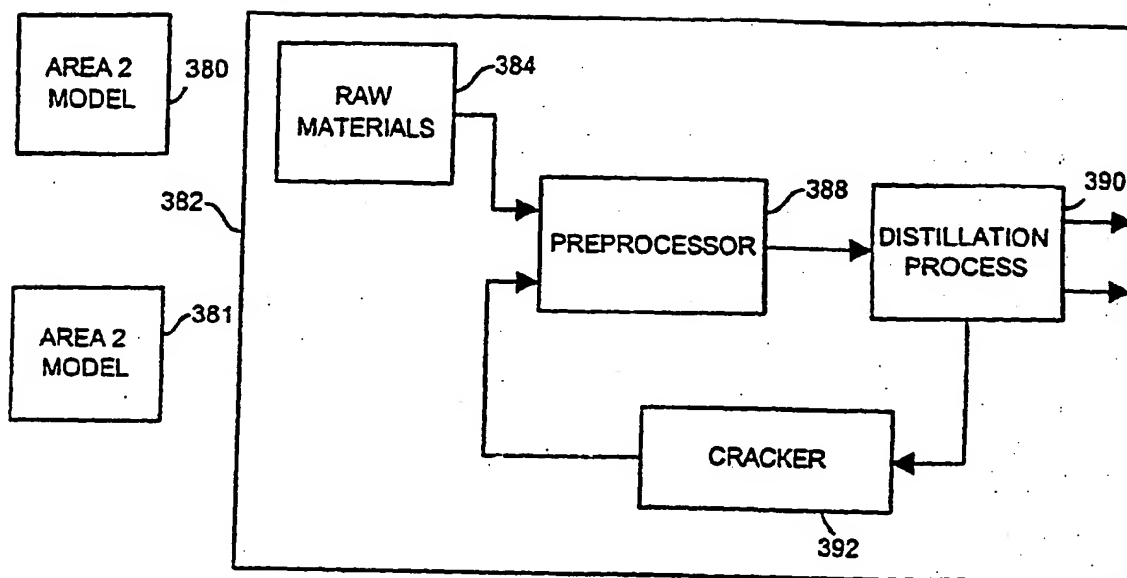 AREA 2
MODEL
380
RAW
MATERIALS
384
382
PREPROCESSOR
388
DISTILLATION
PROCESS
390
AREA 2
MODEL
381
CRACKER
392